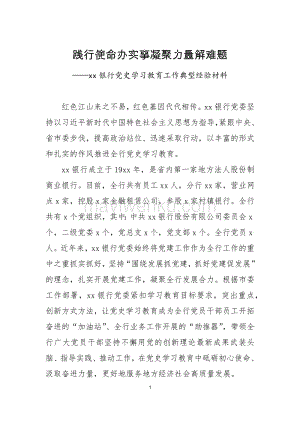 践行使命办实事凝聚力量解难题
——xx银行党史学习教育工作典型经验材料
红色江山来之不易，红色基因代代相传。xx银行党委坚
持以习近平新时代中国特色社会主义思想为指导，紧跟中央、
省市委步伐，提高政治站位、迅速采取行动，以丰富的形式
和扎实的作风推进全行党史学习教育。
xx银行成立于19xx年，是省内第一家地方法人股份制
商业银行。目前，全行共有员工xx人，分行xx家，营业网
点x家，控股x家金融租赁公司、参股x家村镇银行。全行
共有x个党组织，其中：中共xx银行股份有限公司委员会x
个，二级党委x个，党总支x个，党支部x个。全行党员x
人。近年来，xx银行党委始终将党建工作作为全行工作的重
中之重抓实抓好，坚持“围绕发展抓党建，抓好党建促发展”
的理念，扎实开展党建工作，凝聚全行发展合力。根据市委
工作部署，xx银行党委紧扣学习教育目标要求，突出重点，
创新方式方法，让党史学习教育成为全行党员干部员工开拓
奋进的“加油站”、全行业务工作开展的“助推器”，带领全
行广大党员干部坚持不懈用党的创新理论最新成果武装头
脑、指导实践、推动工作。在党史学习教育中砥砺初心使命、
汲取奋进力量，更好地服务地方经济社会高质量发展。
1